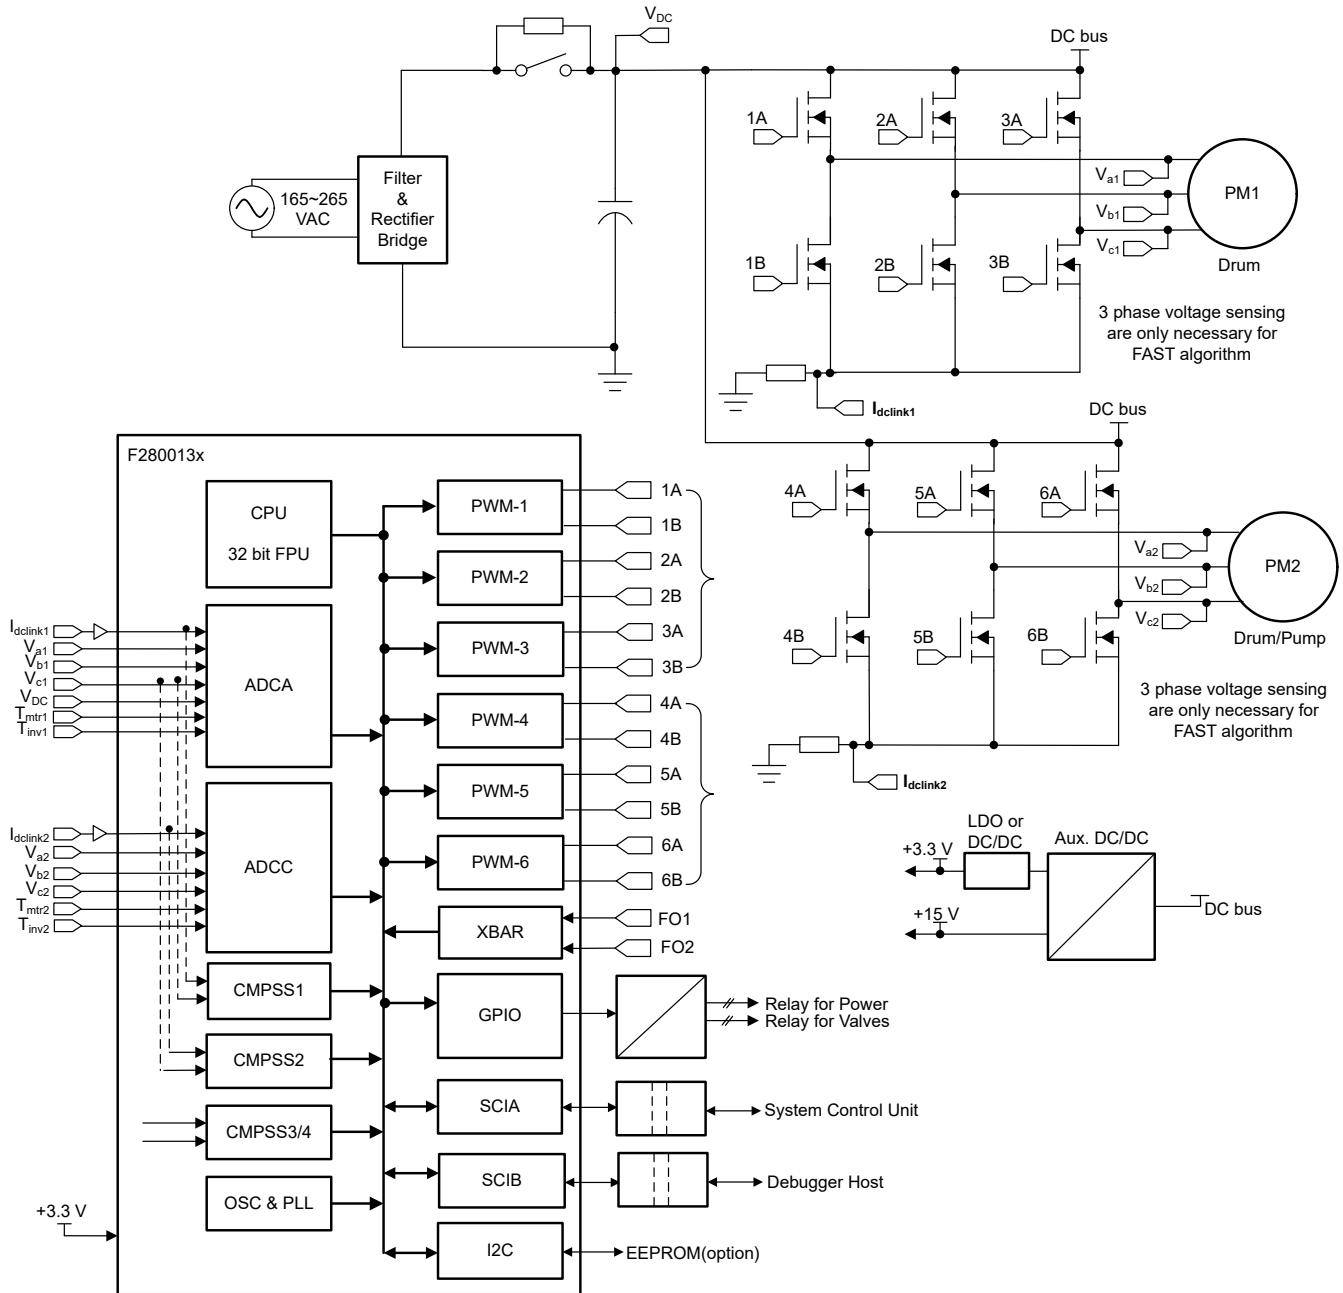 V_DC
DC bus
1A
2A
3A
Filter
&
Rectifier
Bridge
165~265
VAC
V_a1
V_b1
V_c1
PM1
Drum
1B
2B
3B
3 phase voltage sensing
are only necessary for
FAST algorithm
I_dclink1
DC bus
4A
5A
6A
V_a2
V_b2
V_c2
PM2
Drum/Pump
4B
5B
6B
3 phase voltage sensing
are only necessary for
FAST algorithm
I_dclink2
F280013x
CPU
32 bit FPU
PWM-1
1A
1B
PWM-2
2A
2B
PWM-3
3A
3B
I_dclink1
V_a1
V_b1
V_c1
V_DC
T_mtr1
T_inv1
ADCA
PWM-4
4A
4B
PWM-5
5A
5B
I_dclink2
V_a2
V_b2
V_c2
T_mtr2
T_inv2
ADCC
PWM-6
6A
6B
LDO or
DC/DC
Aux. DC/DC
+3.3 V
+15 V
DC bus
XBAR
FO1
FO2
CMPSS1
GPIO
Relay for Power
Relay for Valves
CMPSS2
SCIA
System Control Unit
CMPSS3/4
SCIB
Debugger Host
OSC & PLL
+3.3 V
I2C
EEPROM(option)